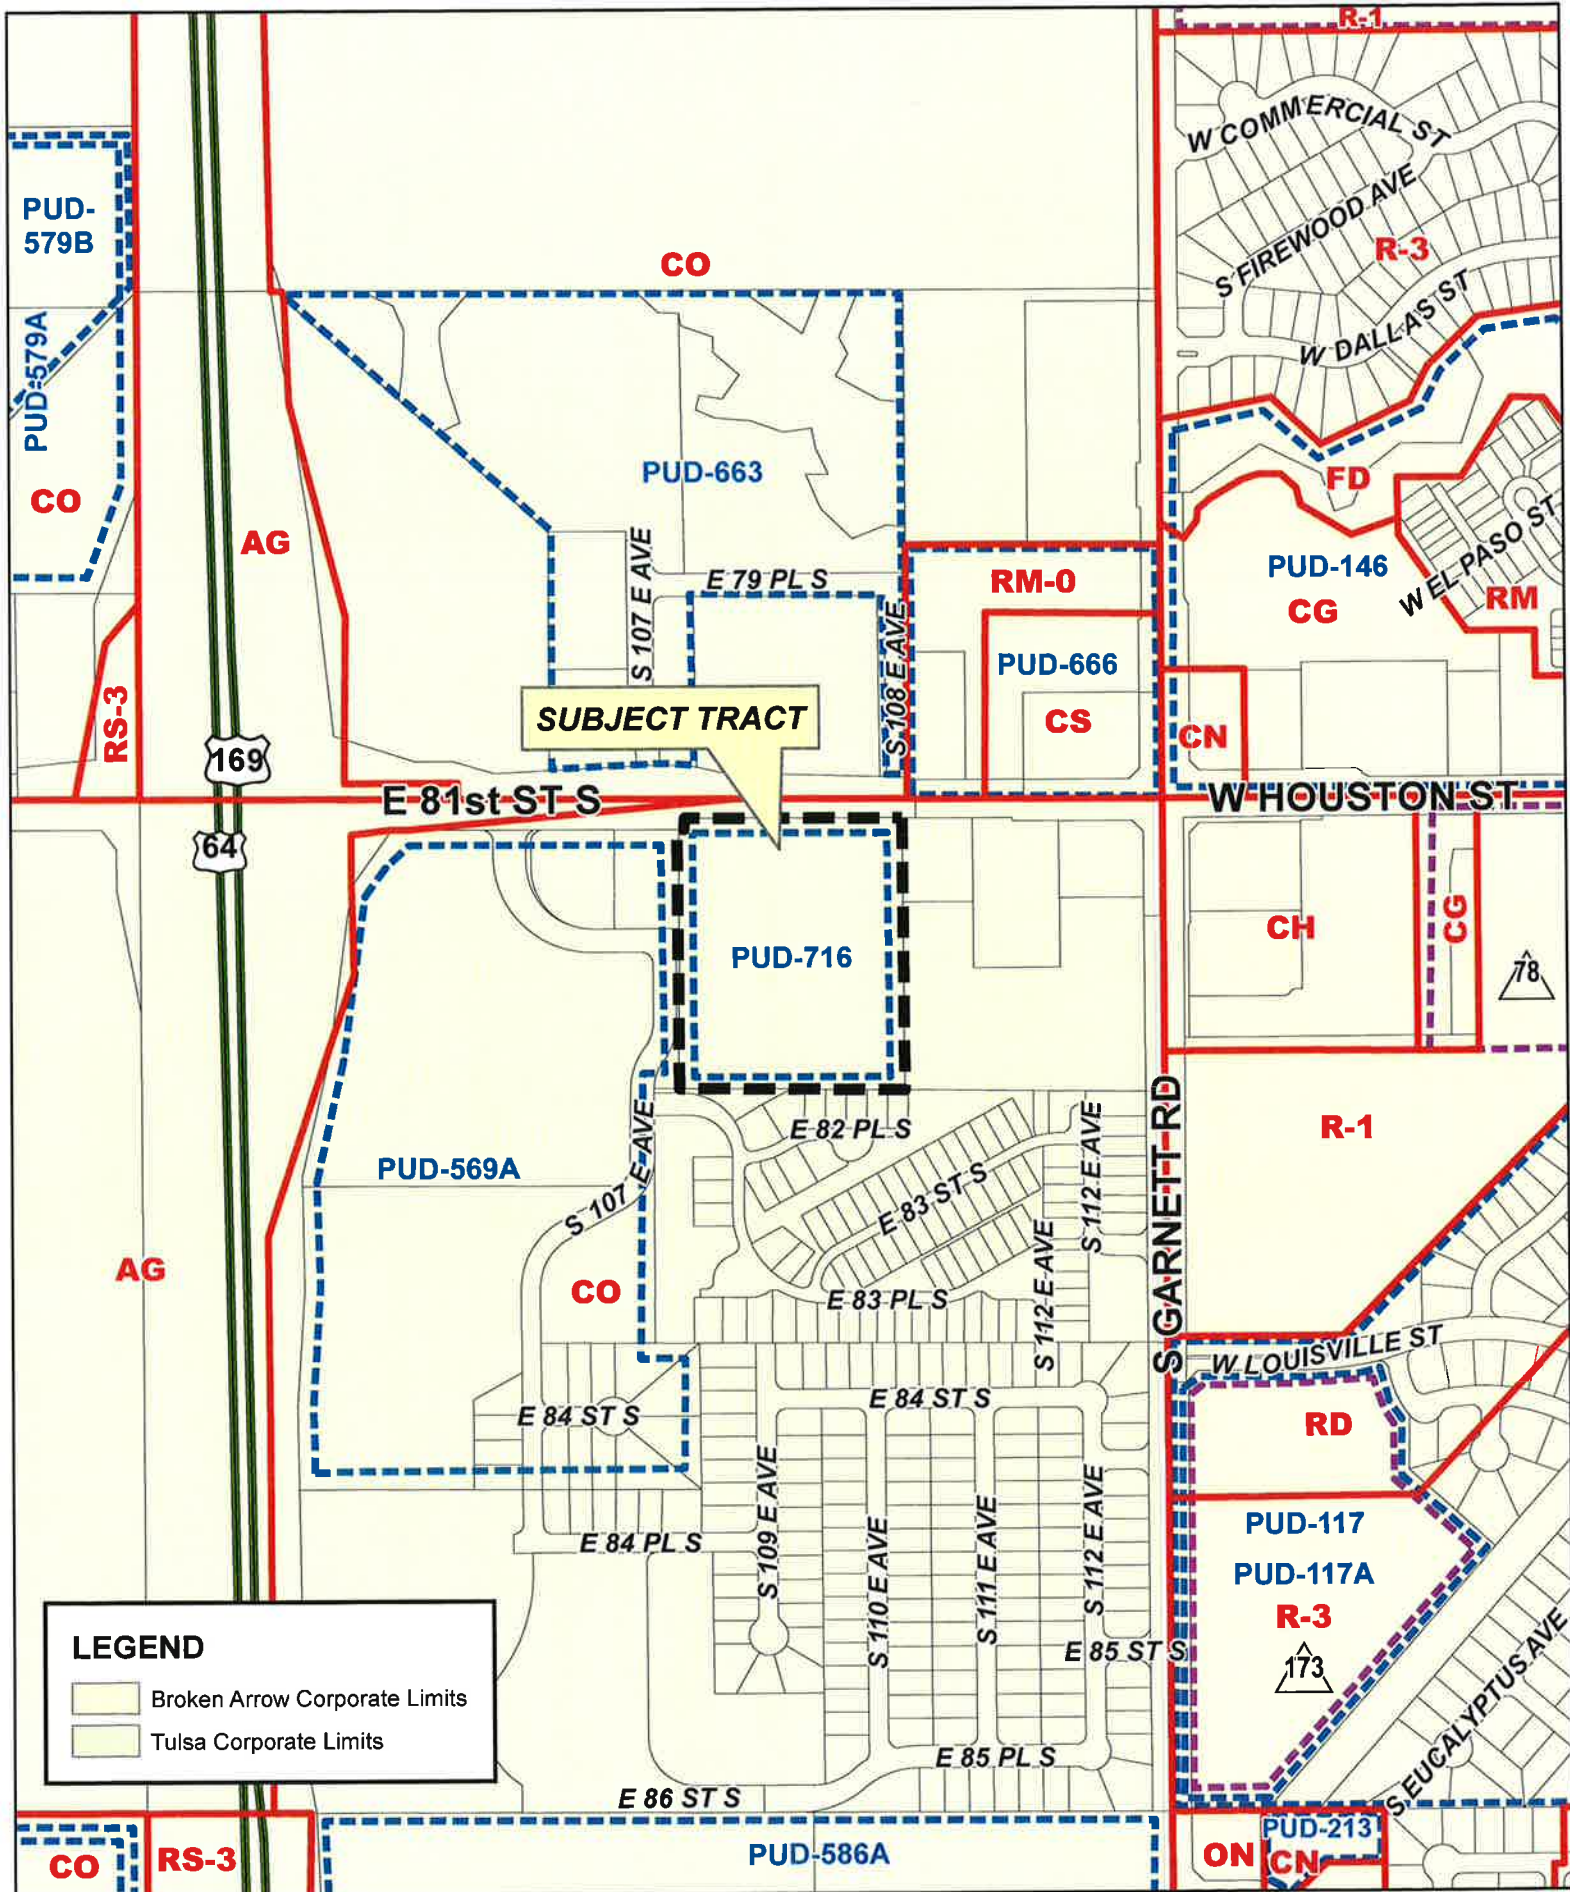 R-1
W COMMERCIAL ST
S FIREWOOD AVE
R-3
W DALLAS ST
PUD-
579B
CO
PUD-579A
PUD-663
FD
CO
AG
S 107 E AVE
E 79 PL S
S 108 E AVE
RM-0
PUD-146
CG
W EL PASO ST
RM
PUD-666
CS
CN
RS-3
SUBJECT TRACT
169
E 81st ST S
W HOUSTON ST
64
PUD-716
CH
CG
78
E 82 PL S
S 107 E AVE
PUD-569A
E 83 ST S
S 112 E AVE
S 112 E AVE
S GARNETT RD
R-1
AG
CO
E 83 PL S
W LOUISVILLE ST
E 84 ST S
E 84 ST S
RD
E 84 PL S
S 109 E AVE
S 110 E AVE
S 111 E AVE
S 112 E AVE
PUD-117
PUD-117A
R-3
173
E 85 ST S
S EUCALYPTUS AVE
LEGEND
Broken Arrow Corporate Limits
Tulsa Corporate Limits
E 85 PL S
E 86 ST S
CO
RS-3
PUD-586A
ON
PUD-213
CN